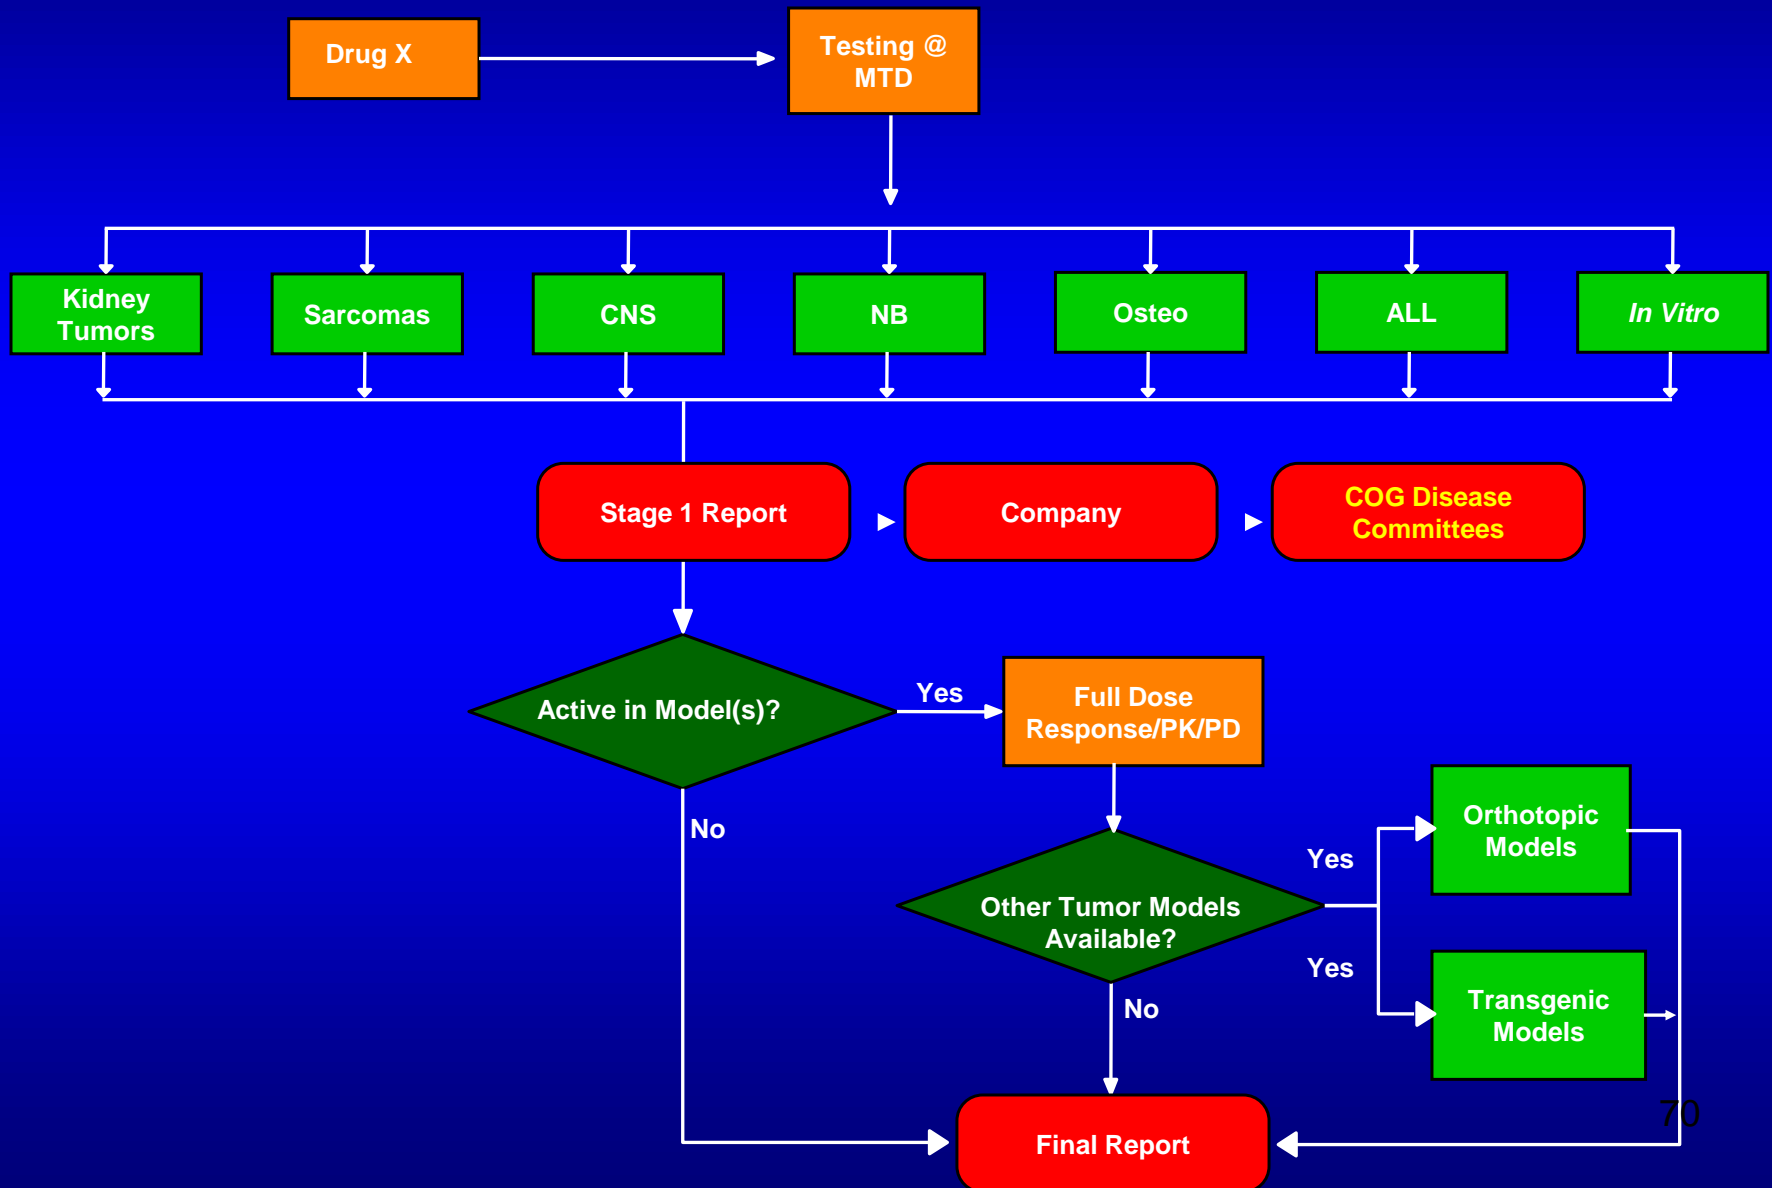 Drug X
Testing @
MTD
Kidney
Tumors
Sarcomas
CNS
NB
Osteo
ALL
In Vitro
Stage 1 Report
Company
COG Disease
Committees
Active in Model(s)?
Yes
Full Dose
Response/PK/PD
No
Other Tumor Models
Available?
Yes
Orthotopic
Models
Yes
Transgenic
Models
No
Final Report
70